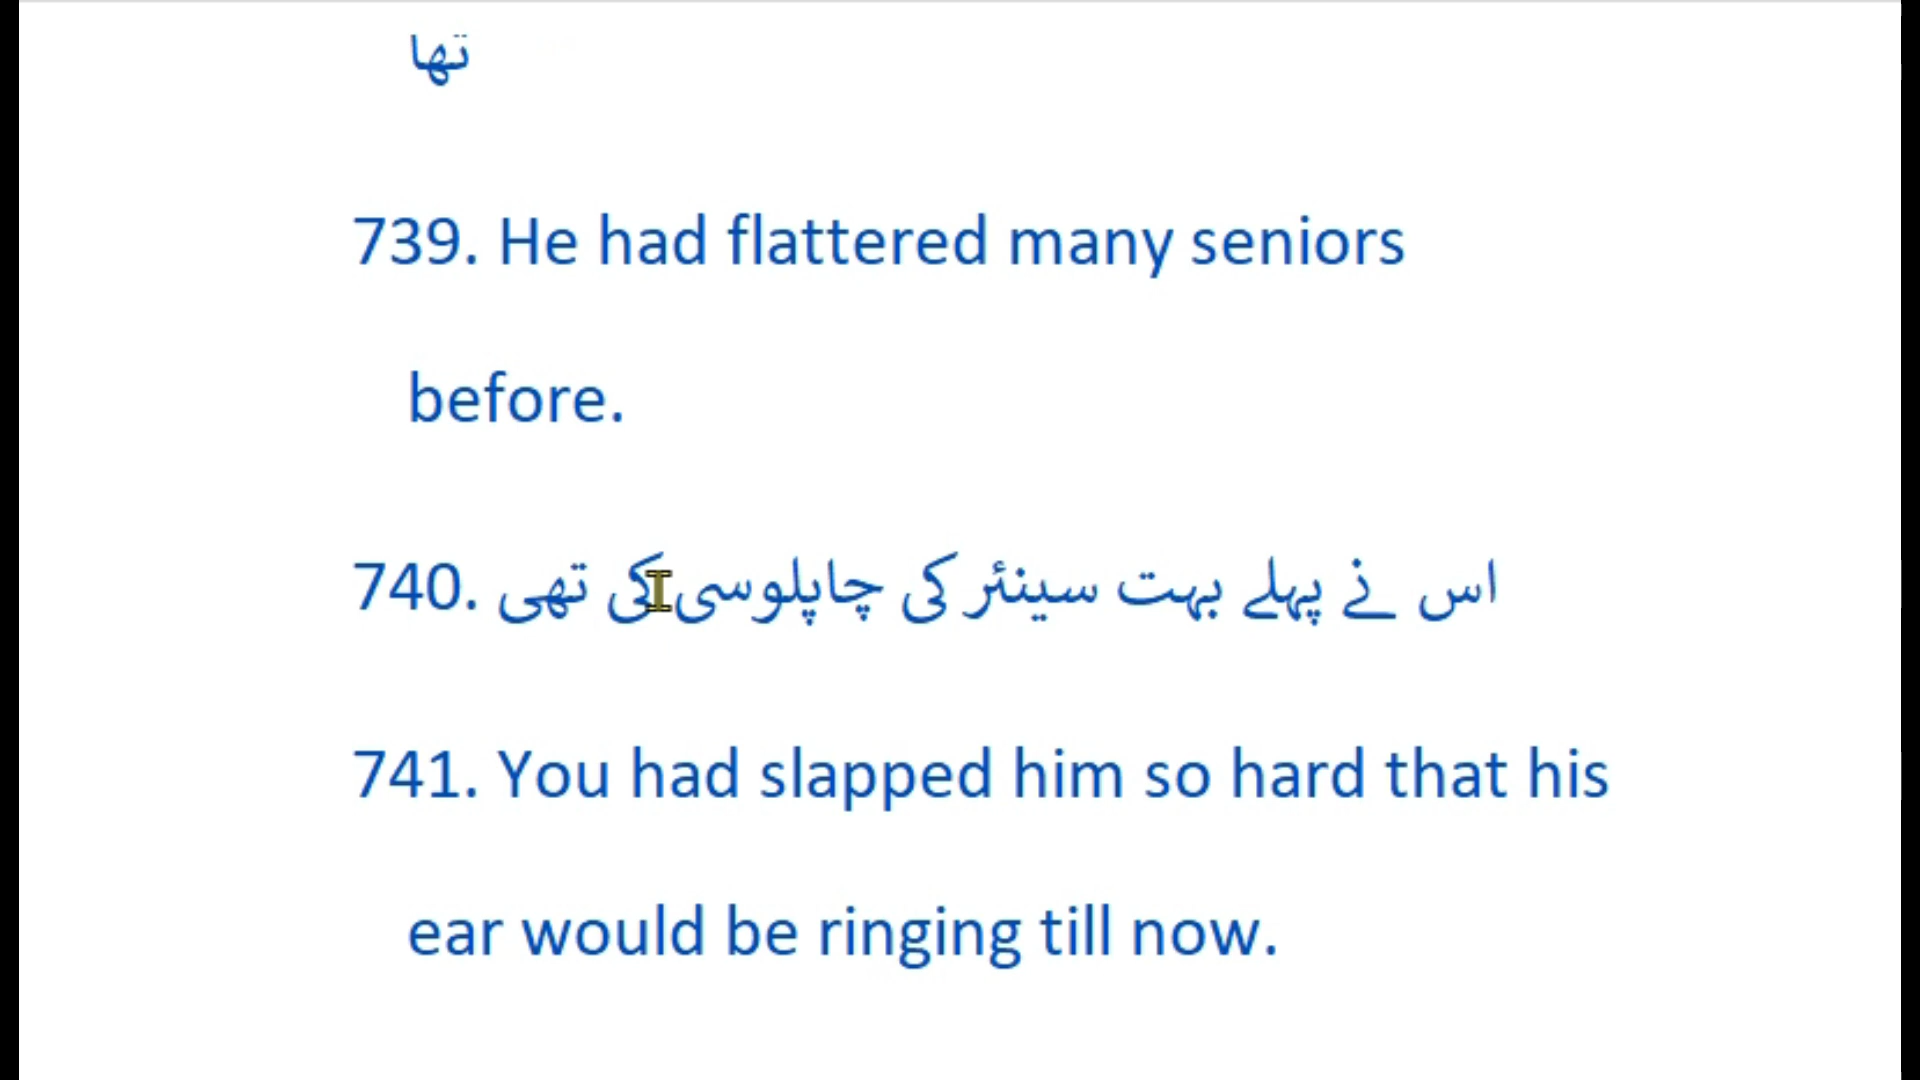 تھا
739. He had flattered many seniors
before.
740. اس نے پہلے بہت سینئر کی چاپلوسی کی تھی
741. You had slapped him so hard that his
ear would be ringing till now.